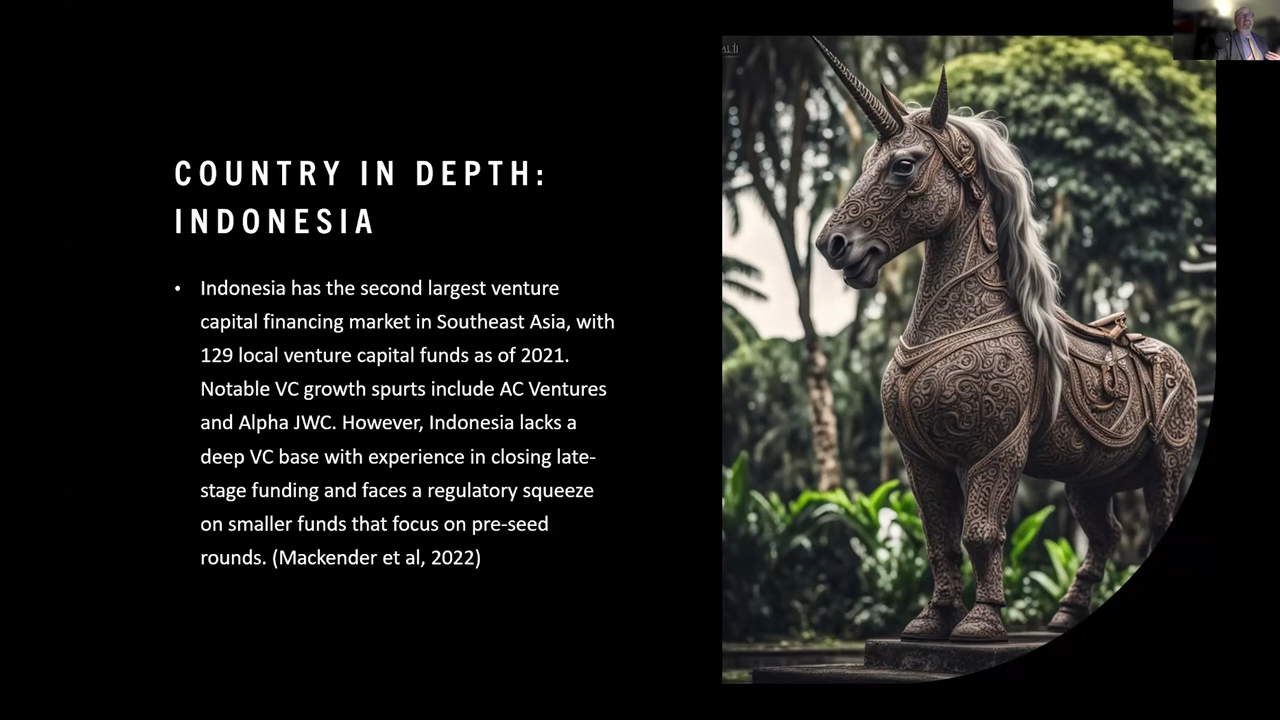 COUNTRY IN DEPTH:
INDONESIA
• Indonesia has the second largest venture
capital financing market in Southeast Asia, with
129 local venture capital funds as of 2021.
Notable VC growth spurts include AC Ventures
and Alpha JWC. However, Indonesia lacks a
deep VC base with experience in closing late-
stage funding and faces a regulatory squeeze
on smaller funds that focus on pre-seed
rounds. (Mackender et al, 2022)